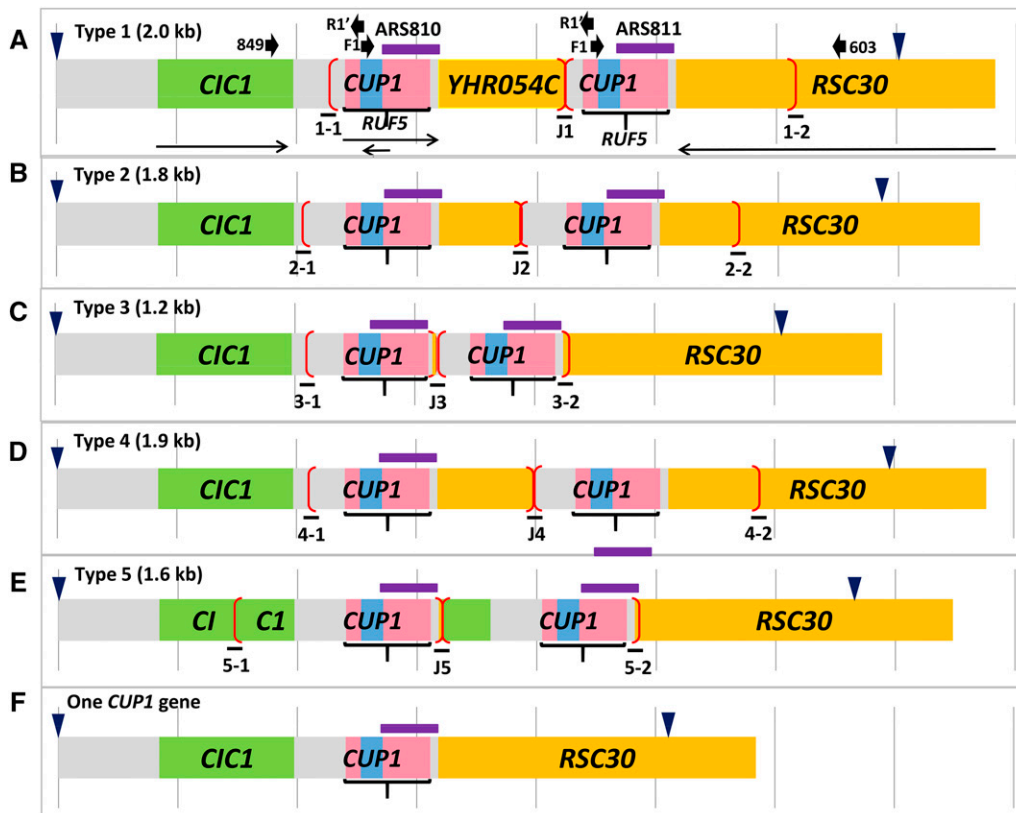 A
Type 1 (2.0 kb)
849
R1’
F1
ARS810
R1’
F1
ARS811
603
CIC1
CUP1
YHR054C
CUP1
RSC30
1-1
RUF5
J1
RUF5
1-2
B
Type 2 (1.8 kb)
CIC1
CUP1
CUP1
RSC30
2-1
J2
2-2
C
Type 3 (1.2 kb)
CIC1
CUP1
CUP1
RSC30
3-1
J3
3-2
D
Type 4 (1.9 kb)
CIC1
CUP1
CUP1
RSC30
4-1
J4
4-2
E
Type 5 (1.6 kb)
CI C1
CUP1
CUP1
RSC30
5-1
J5
5-2
F
One CUP1 gene
CIC1
CUP1
RSC30